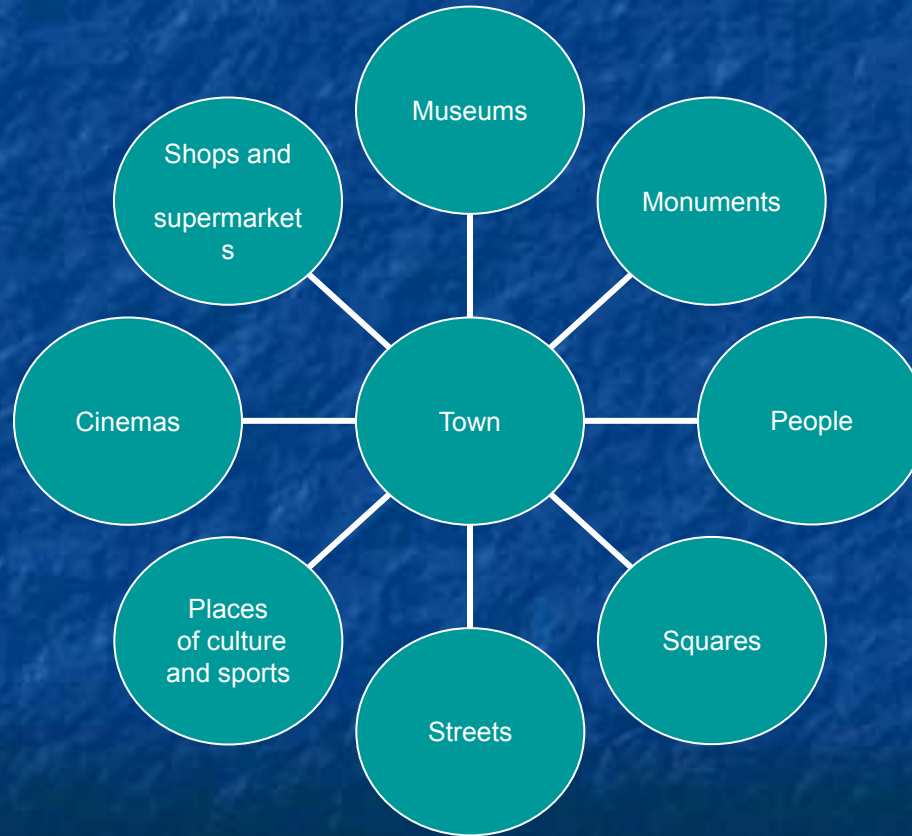 Museums
Shops and
supermarket
s
Monuments
Cinemas
Town
People
Places
of culture
and sports
Squares
Streets